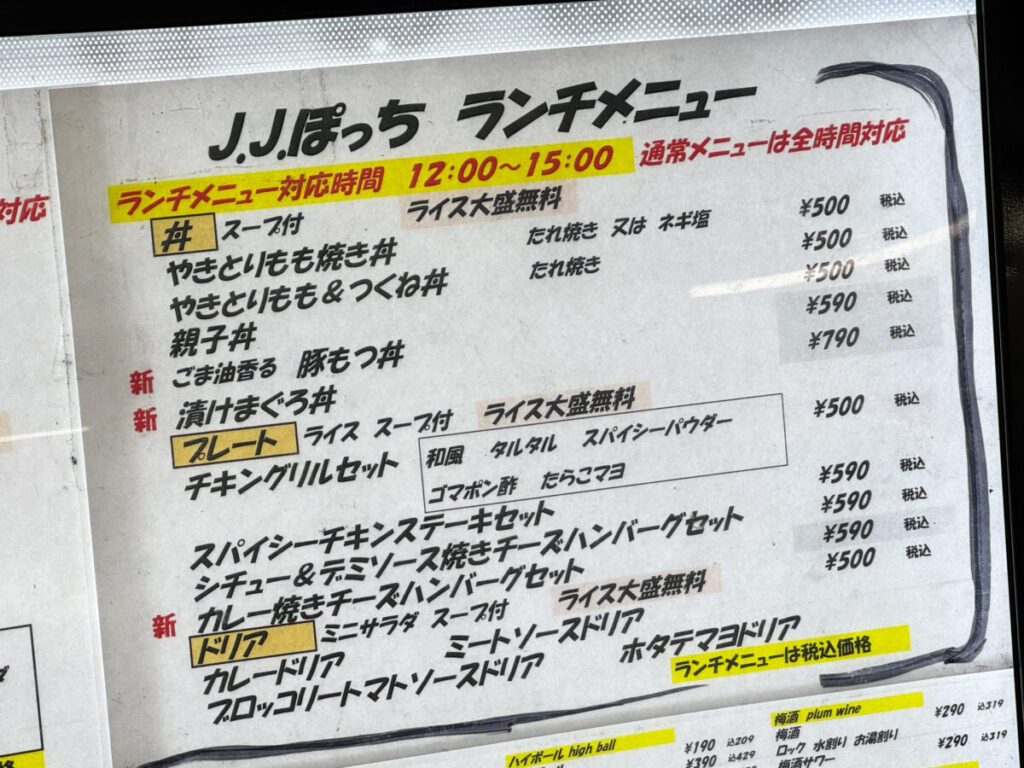 J.J.ぽっち ランチメニュー
ランチメニュー対応時間 12:00～15:00 通常メニューは全時間対応
対応
丼 スープ付 ライス大盛無料
やきとりもも焼き丼 たれ焼き 又は ネギ塩 ¥500 税込
やきとりもも＆つくね丼 たれ焼き ¥500 税込
親子丼 ¥500 税込
新 ごま油香る 豚もつ丼 ¥590 税込
新 漬けまぐろ丼 ¥790 税込
プレート ライス スープ付 ライス大盛無料
チキングリルセット 和風 タルタル スパイシーパウダー ¥500 税込
ゴマポン酢 たらこマヨ
スパイシーチキンステーキセット ¥590 税込
シチュー＆デミソース焼きチーズハンバーグセット ¥590 税込
新 カレー焼きチーズハンバーグセット ¥590 税込
ドリア ミニサラダ スープ付 ライス大盛無料 ¥500 税込
カレードリア ミートソースドリア ホタテマヨドリア
ブロッコリートマトソースドリア ランチメニューは税込価格
ハイボール high ball ¥190 込209
¥390 込429
梅酒 plum wine ¥290 込319
梅酒
ロック 水割り お湯割り ¥290 込319
梅酒サワー